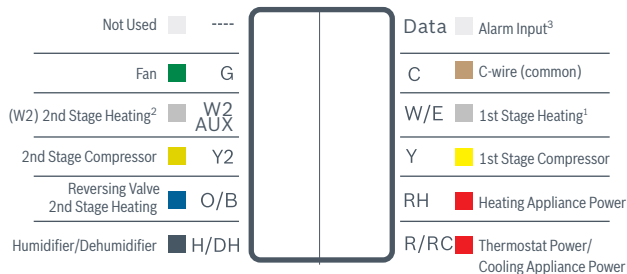 Not Used ---- Data Alarm Input³
Fan G C C-wire (common)
(W2) 2nd Stage Heating² W2 AUX W/E 1st Stage Heating¹
2nd Stage Compressor Y2 Y 1st Stage Compressor
Reversing Valve
2nd Stage Heating O/B RH Heating Appliance Power
Humidifier/Dehumidifier H/DH R/RC Thermostat Power/
Cooling Appliance Power